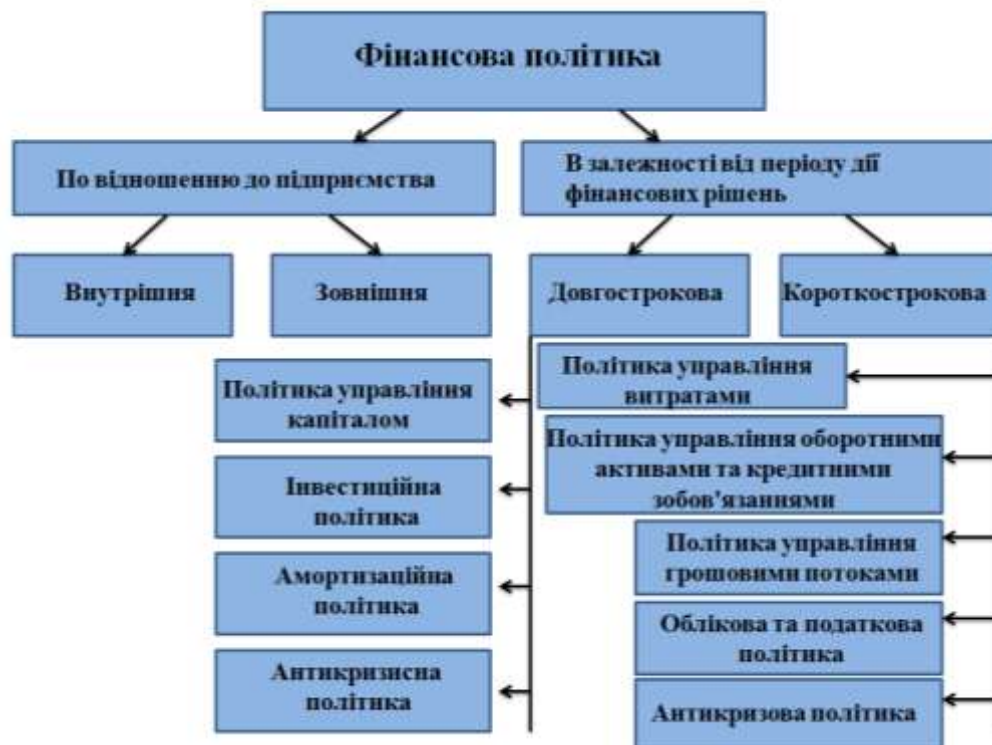 Фінансова політика
По відношенню до підприємства
В залежності від періоду дії
фінансових рішень
Внутрішня
Зовнішня
Довгострокова
Короткострокова
Політика управління
капіталом
Інвестиційна
політика
Амортизаційна
політика
Антикризисна
політика
Політика управління
витратами
Політика управління оборотними
активами та кредитними
зобов'язаннями
Політика управління
грошовими потоками
Облікова та податкова
політика
Антикризова політика